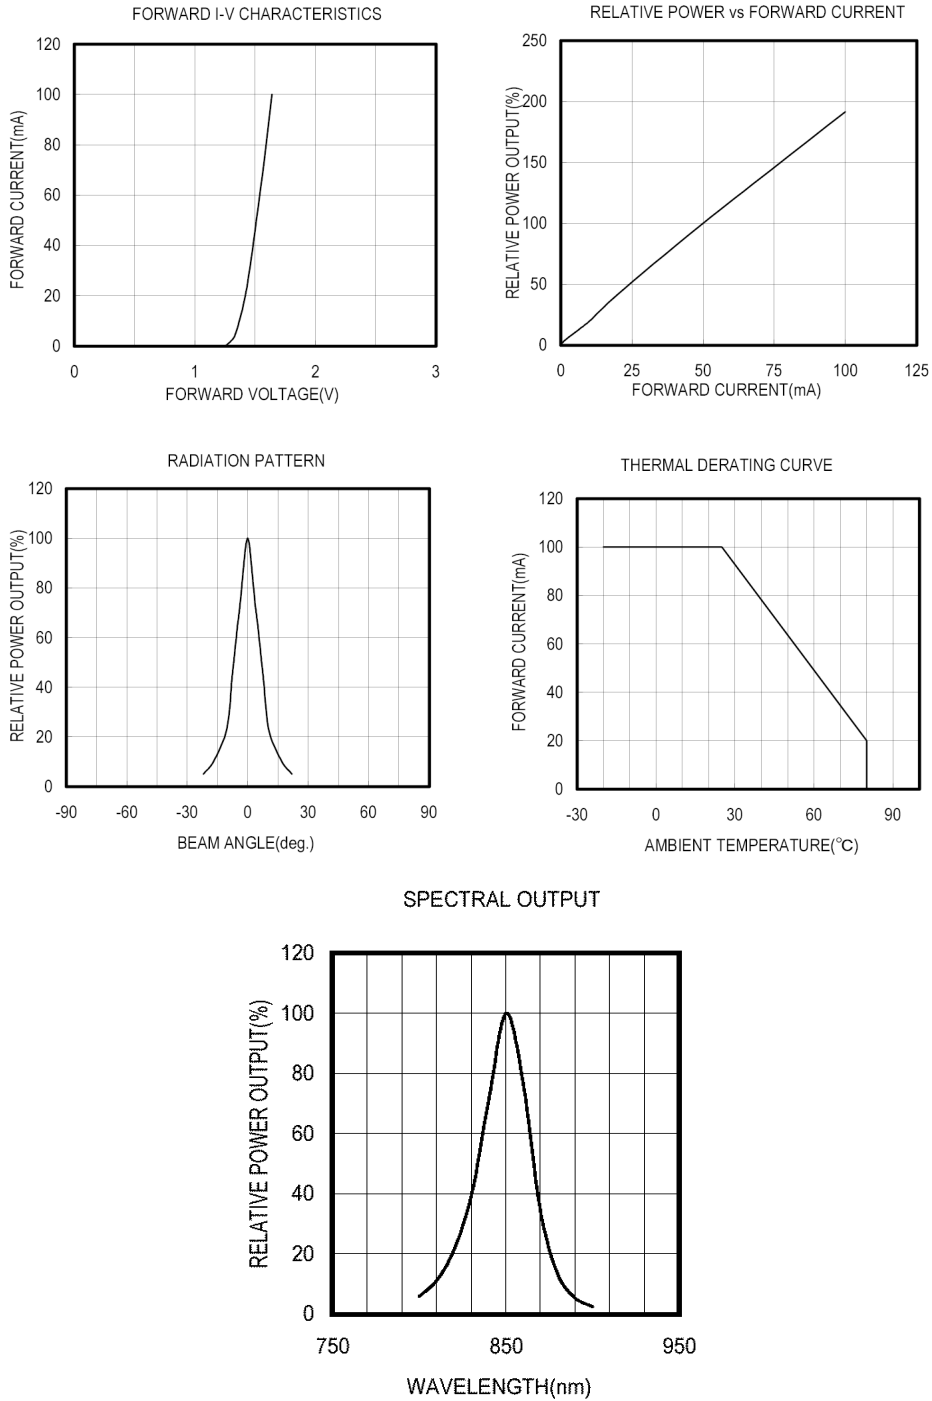 FORWARD I-V CHARACTERISTICS
120
100
80
60
40
20
0
FORWARD CURRENT(mA)
0 1 2 3
FORWARD VOLTAGE(V)
RELATIVE POWER vs FORWARD CURRENT
250
200
150
100
50
0
RELATIVE POWER OUTPUT(%)
0 25 50 75 100 125
FORWARD CURRENT(mA)
RADIATION PATTERN
120
100
80
60
40
20
0
RELATIVE POWER OUTPUT(%)
-90 -60 -30 0 30 60 90
BEAM ANGLE(deg.)
THERMAL DERATING CURVE
120
100
80
60
40
20
0
FORWARD CURRENT(mA)
-30 0 30 60 90
AMBIENT TEMPERATURE(°C)
SPECTRAL OUTPUT
120
100
80
60
40
20
0
RELATIVE POWER OUTPUT(%)
750 850 950
WAVELENGTH(nm)